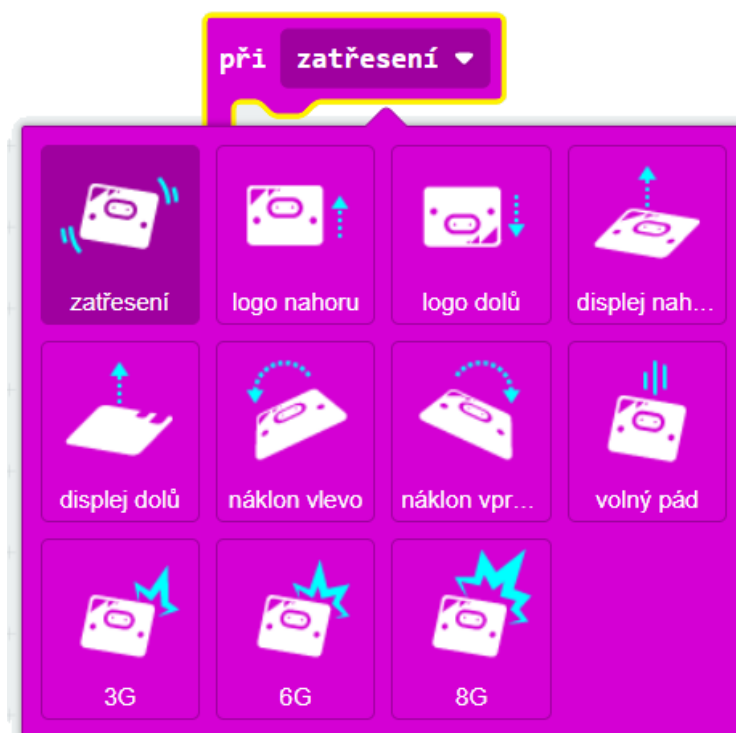 při zatřesení
zatřesení logo nahoru logo dolů displej nah...
displej dolů náklon vlevo náklon vpr... volný pád
3G 6G 8G